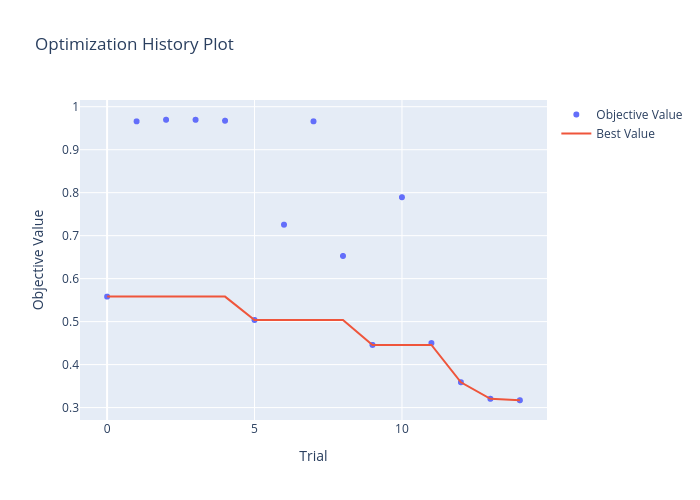 Optimization History Plot
Objective Value
Best Value
1
0.9
0.8
0.7
0.6
0.5
0.4
0.3
Objective Value
0
5
10
Trial